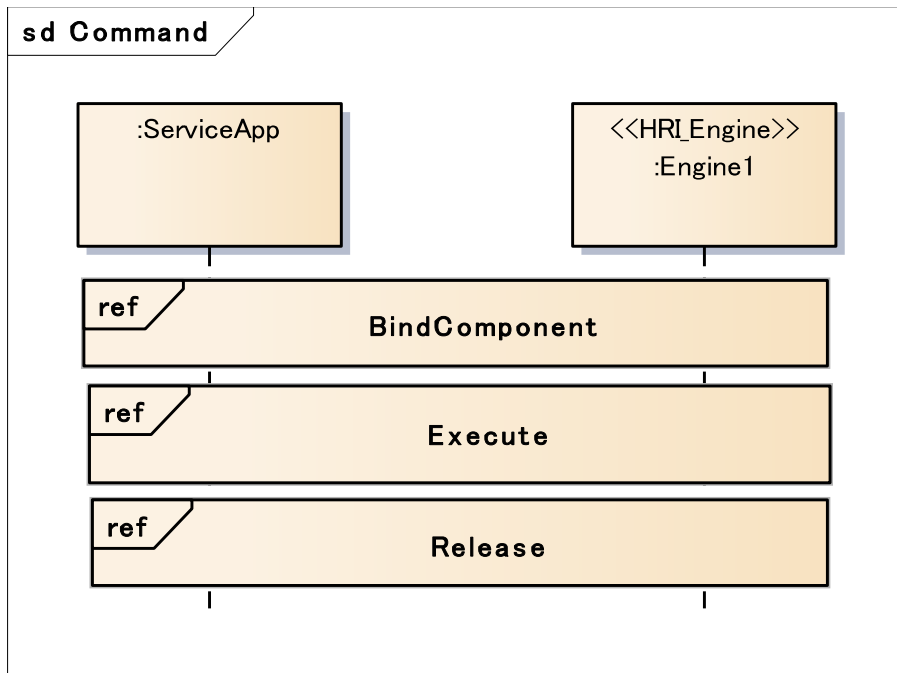 sd Command
:ServiceApp
<<HRI_Engine>>
:Engine1
ref
BindComponent
ref
Execute
ref
Release